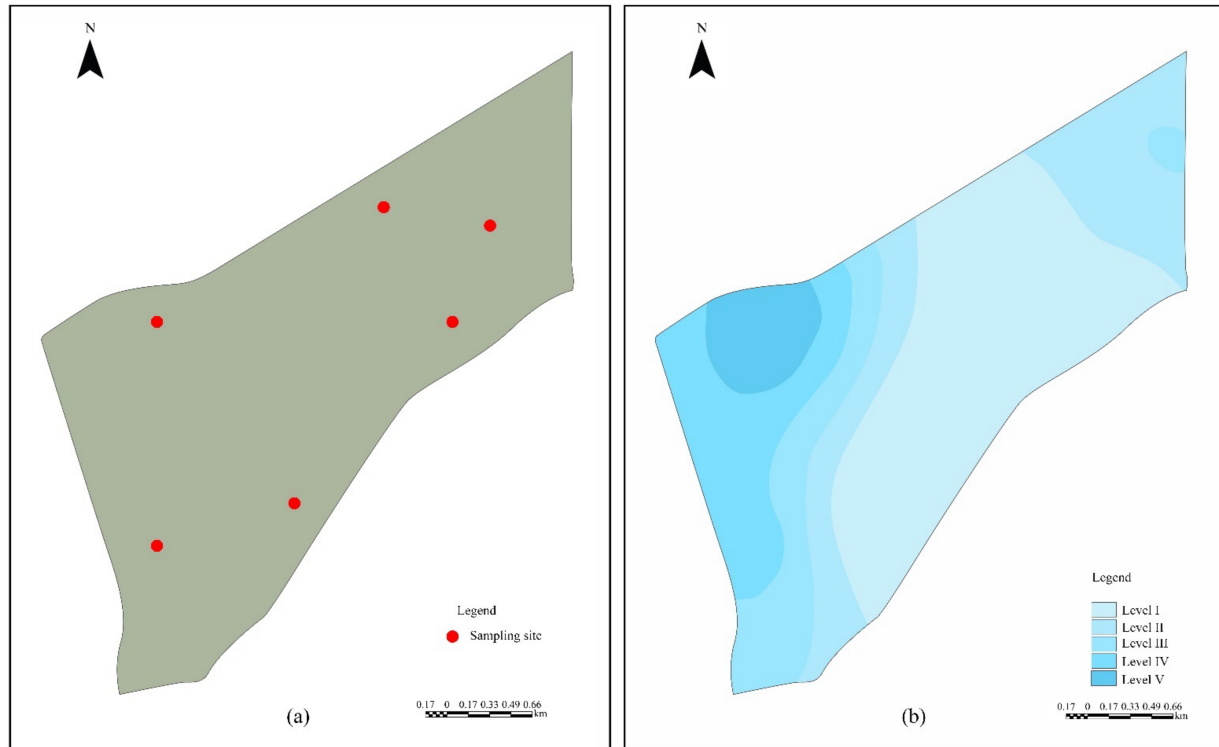 N
Legend
Sampling site
0.17 0 0.17 0.33 0.49 0.66
km
(a)
N
Legend
Level I
Level II
Level III
Level IV
Level V
0.17 0 0.17 0.33 0.49 0.66
km
(b)